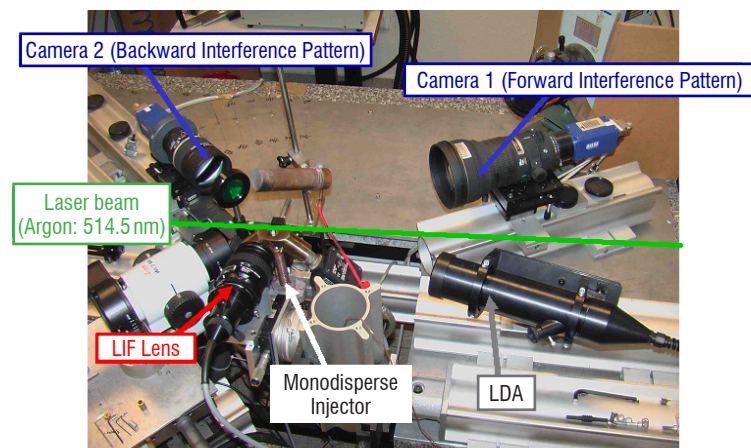 Camera 2 (Backward Interference Pattern)
Camera 1 (Forward Interference Pattern)
Laser beam
(Argon: 514.5 nm)
LIF Lens
Monodisperse
Injector
LDA